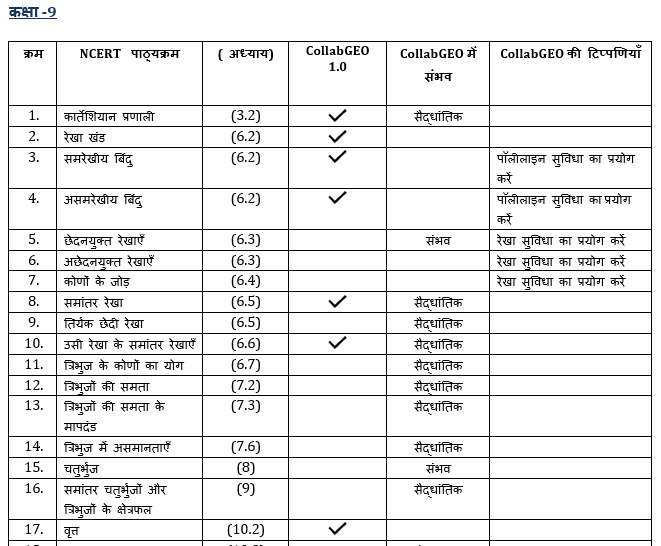 कक्षा -9
क्रम NCERT पाठ्यक्रम ( अध्याय) CollabGEO 1.0 CollabGEO में संभव CollabGEO की टिप्पणियाँ
1. कार्तेशियान प्रणाली (3.2) ✓ सैद्धांतिक
2. रेखा खंड (6.2) ✓
3. समरेखीय बिंदु (6.2) ✓ पॉलीलाइन सुविधा का प्रयोग करें
4. असमरेखीय बिंदु (6.2) ✓ पॉलीलाइन सुविधा का प्रयोग करें
5. छेदनयुक्त रेखाएँ (6.3) संभव रेखा सुविधा का प्रयोग करें
6. अछेदनयुक्त रेखाएँ (6.3) रेखा सुविधा का प्रयोग करें
7. कोणों के जोड़ (6.4) रेखा सुविधा का प्रयोग करें
8. समांतर रेखा (6.5) ✓ सैद्धांतिक
9. तिर्यक छेदी रेखा (6.5) सैद्धांतिक
10. उसी रेखा के समांतर रेखाएँ (6.6) ✓ सैद्धांतिक
11. त्रिभुज के कोणों का योग (6.7) सैद्धांतिक
12. त्रिभुजों की समता (7.2) सैद्धांतिक
13. त्रिभुजों की समता के मापदंड (7.3) सैद्धांतिक
14. त्रिभुज में असमानताएँ (7.6) सैद्धांतिक
15. चतुर्भुज (8) संभव
16. समांतर चतुर्भुजों और त्रिभुजों के क्षेत्रफल (9) सैद्धांतिक
17. वृत्त (10.2) ✓